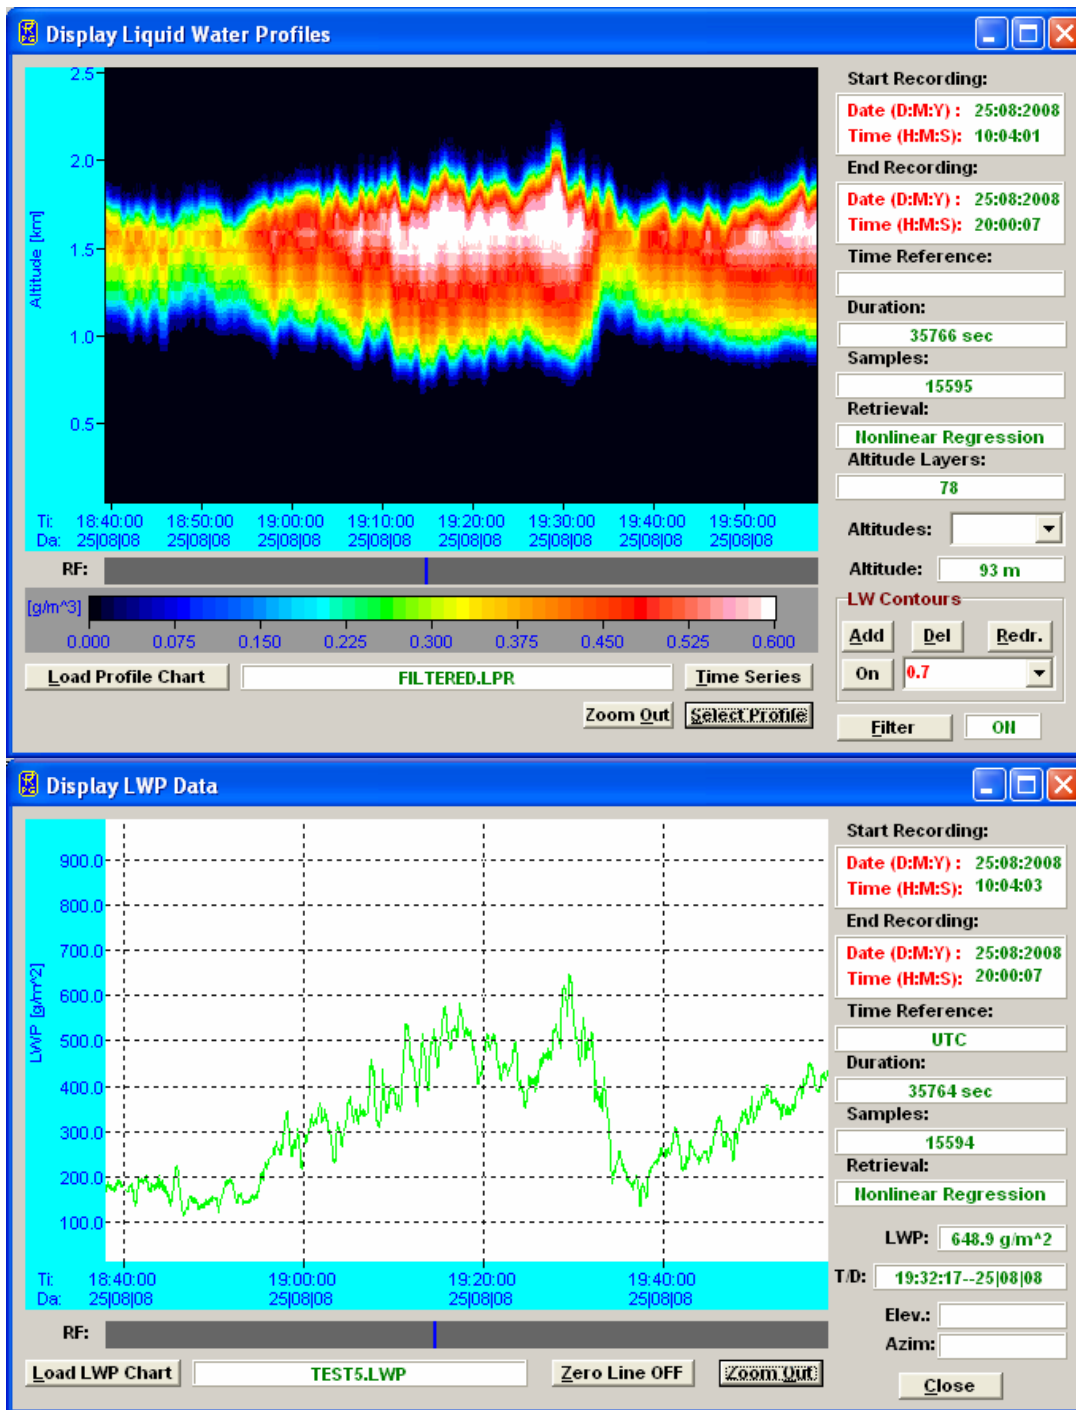 Display Liquid Water Profiles
2.5
2.0
1.5
1.0
0.5
Altitude [km]
Ti: 18:40:00 18:50:00 19:00:00 19:10:00 19:20:00 19:30:00 19:40:00 19:50:00
Da: 25|08|08 25|08|08 25|08|08 25|08|08 25|08|08 25|08|08 25|08|08 25|08|08
RF:
[g/m^3]
0.000 0.075 0.150 0.225 0.300 0.375 0.450 0.525 0.600
Load Profile Chart FILTERED.LPR Time Series
Zoom Out Select Profile
Start Recording:
Date (D:M:Y) : 25:08:2008
Time (H:M:S): 10:04:01
End Recording:
Date (D:M:Y) : 25:08:2008
Time (H:M:S): 20:00:07
Time Reference:
Duration:
35766 sec
Samples:
15595
Retrieval:
Nonlinear Regression
Altitude Layers:
78
Altitudes:
Altitude: 93 m
LW Contours
Add Del Redr.
On 0.7
Filter ON
Display LWP Data
900.0
800.0
700.0
600.0
500.0
400.0
300.0
200.0
100.0
LWP [g/m^2]
Ti: 18:40:00 19:00:00 19:20:00 19:40:00
Da: 25|08|08 25|08|08 25|08|08 25|08|08
RF:
Load LWP Chart TEST5.LWP Zero Line OFF Zoom Out
Start Recording:
Date (D:M:Y) : 25:08:2008
Time (H:M:S): 10:04:03
End Recording:
Date (D:M:Y) : 25:08:2008
Time (H:M:S): 20:00:07
Time Reference:
UTC
Duration:
35764 sec
Samples:
15594
Retrieval:
Nonlinear Regression
LWP: 648.9 g/m^2
T/D: 19:32:17--25|08|08
Elev.:
Azim:
Close